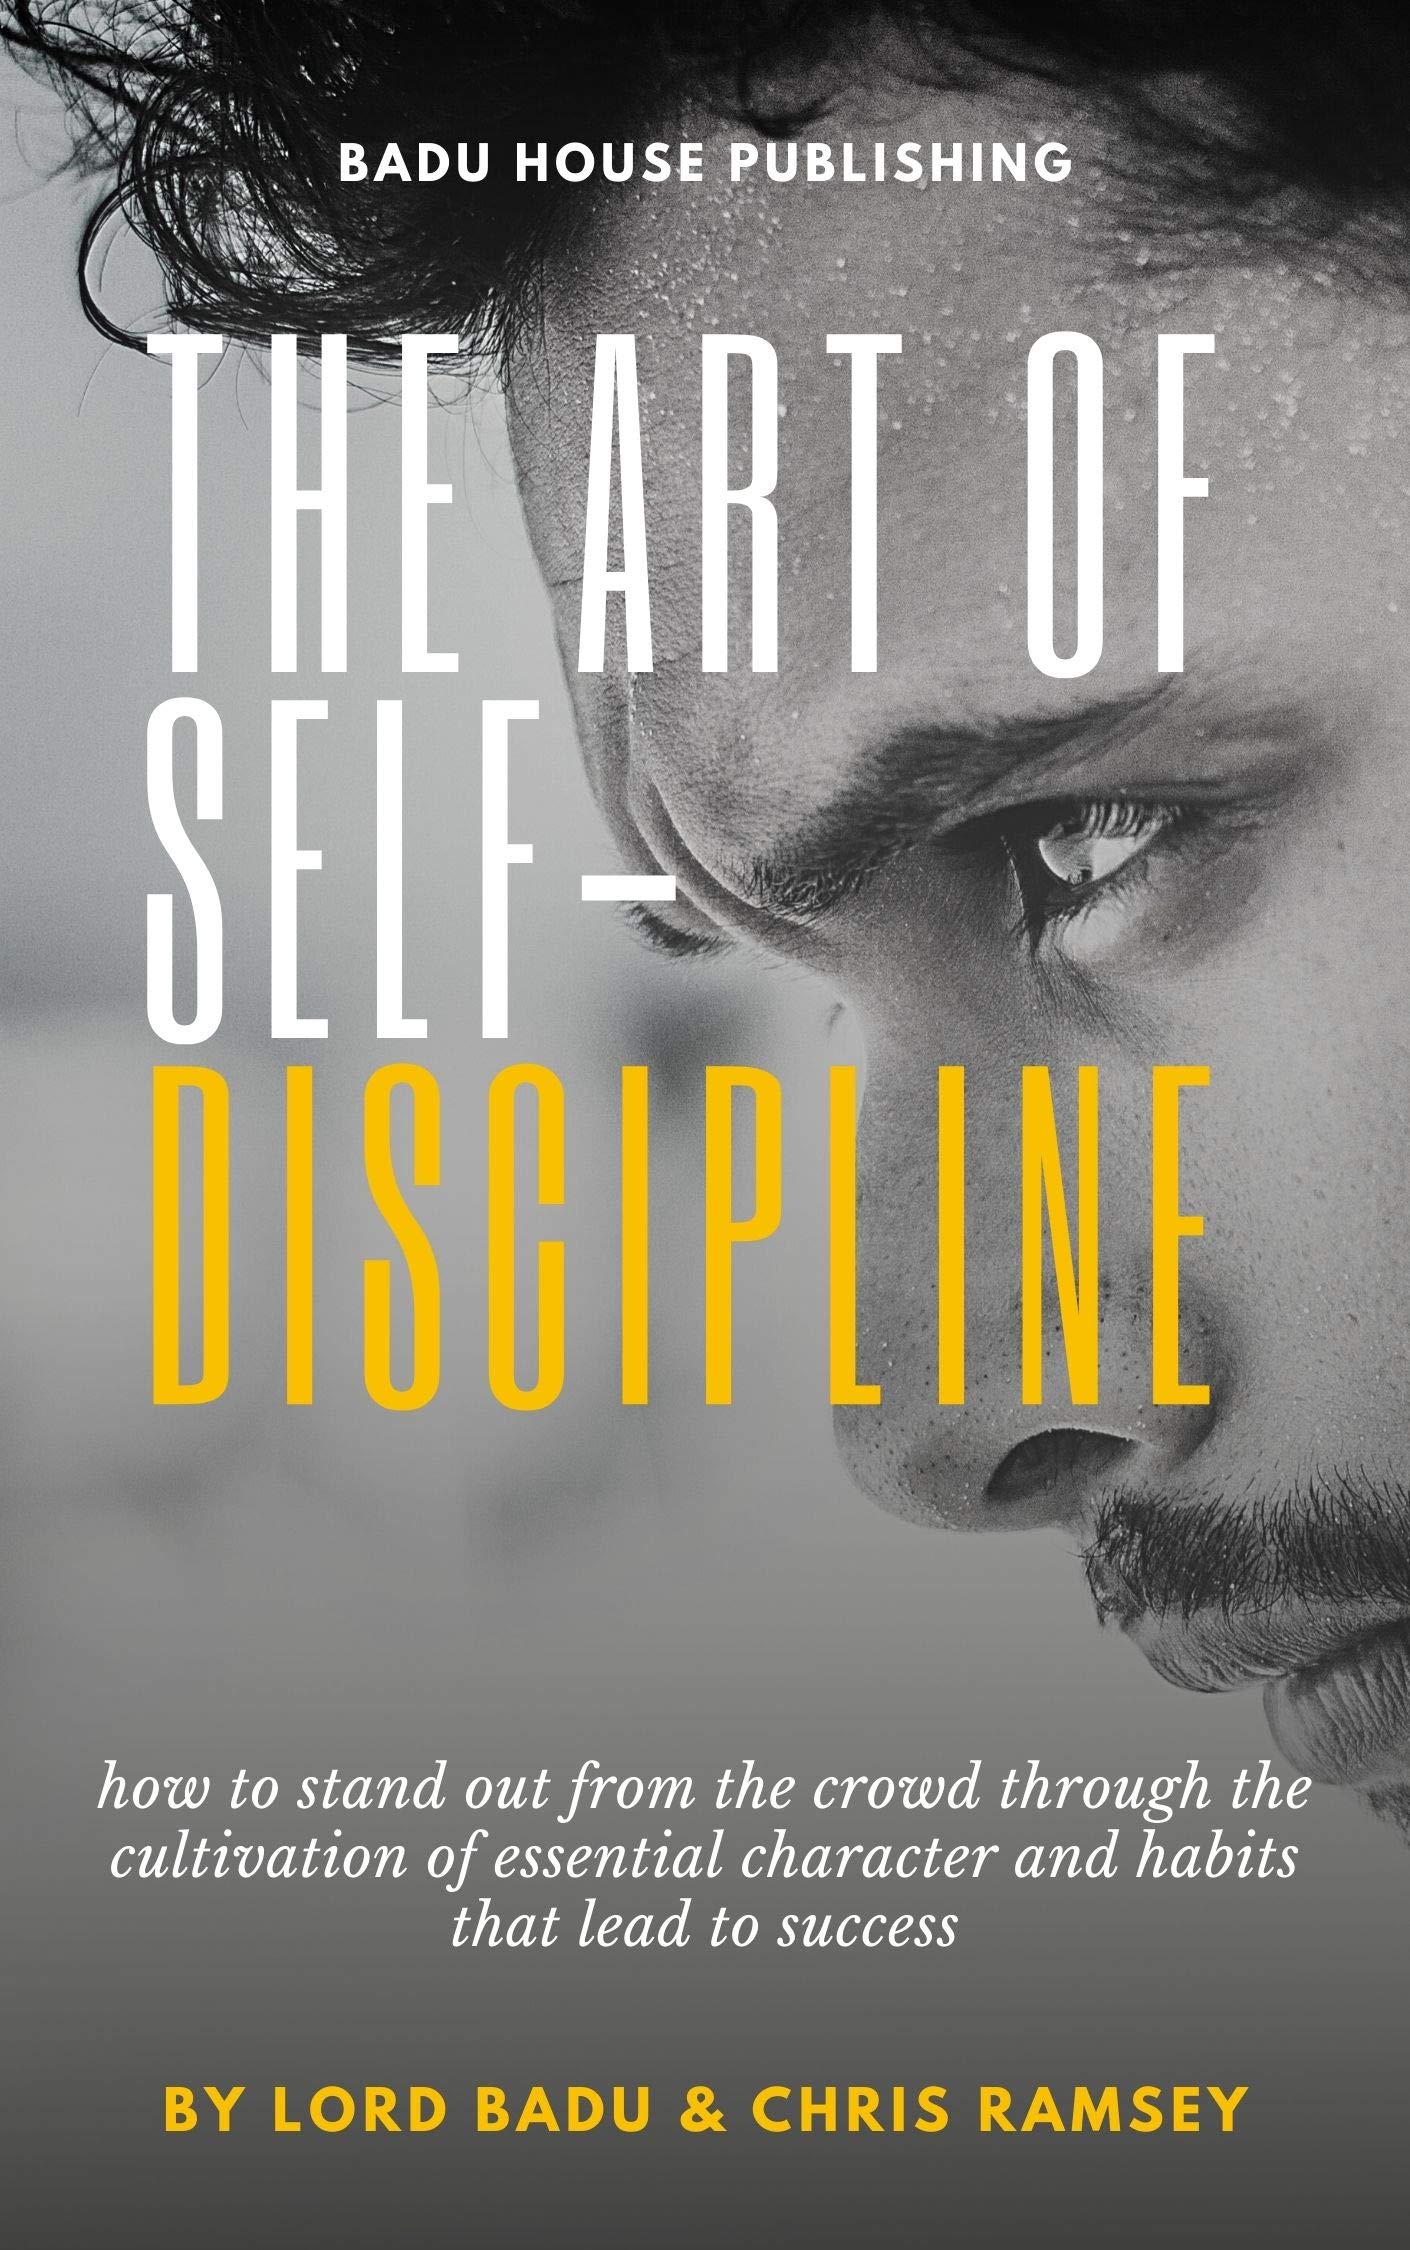 BADU HOUSE PUBLISHING
THE ART OF
SELF-
DISCIPLINE
how to stand out from the crowd through the
cultivation of essential character and habits
that lead to success
BY LORD BADU & CHRIS RAMSEY